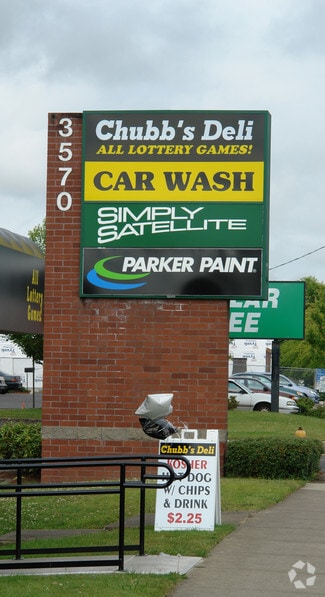 3570
Chubb's Deli
ALL LOTTERY GAMES!
CAR WASH
SIMPLY
SATELLITE
PARKER PAINT
All
Lottery
Games!
EE
Chubb's Deli
KOSHER
DOG
W/ CHIPS
& DRINK
$2.25